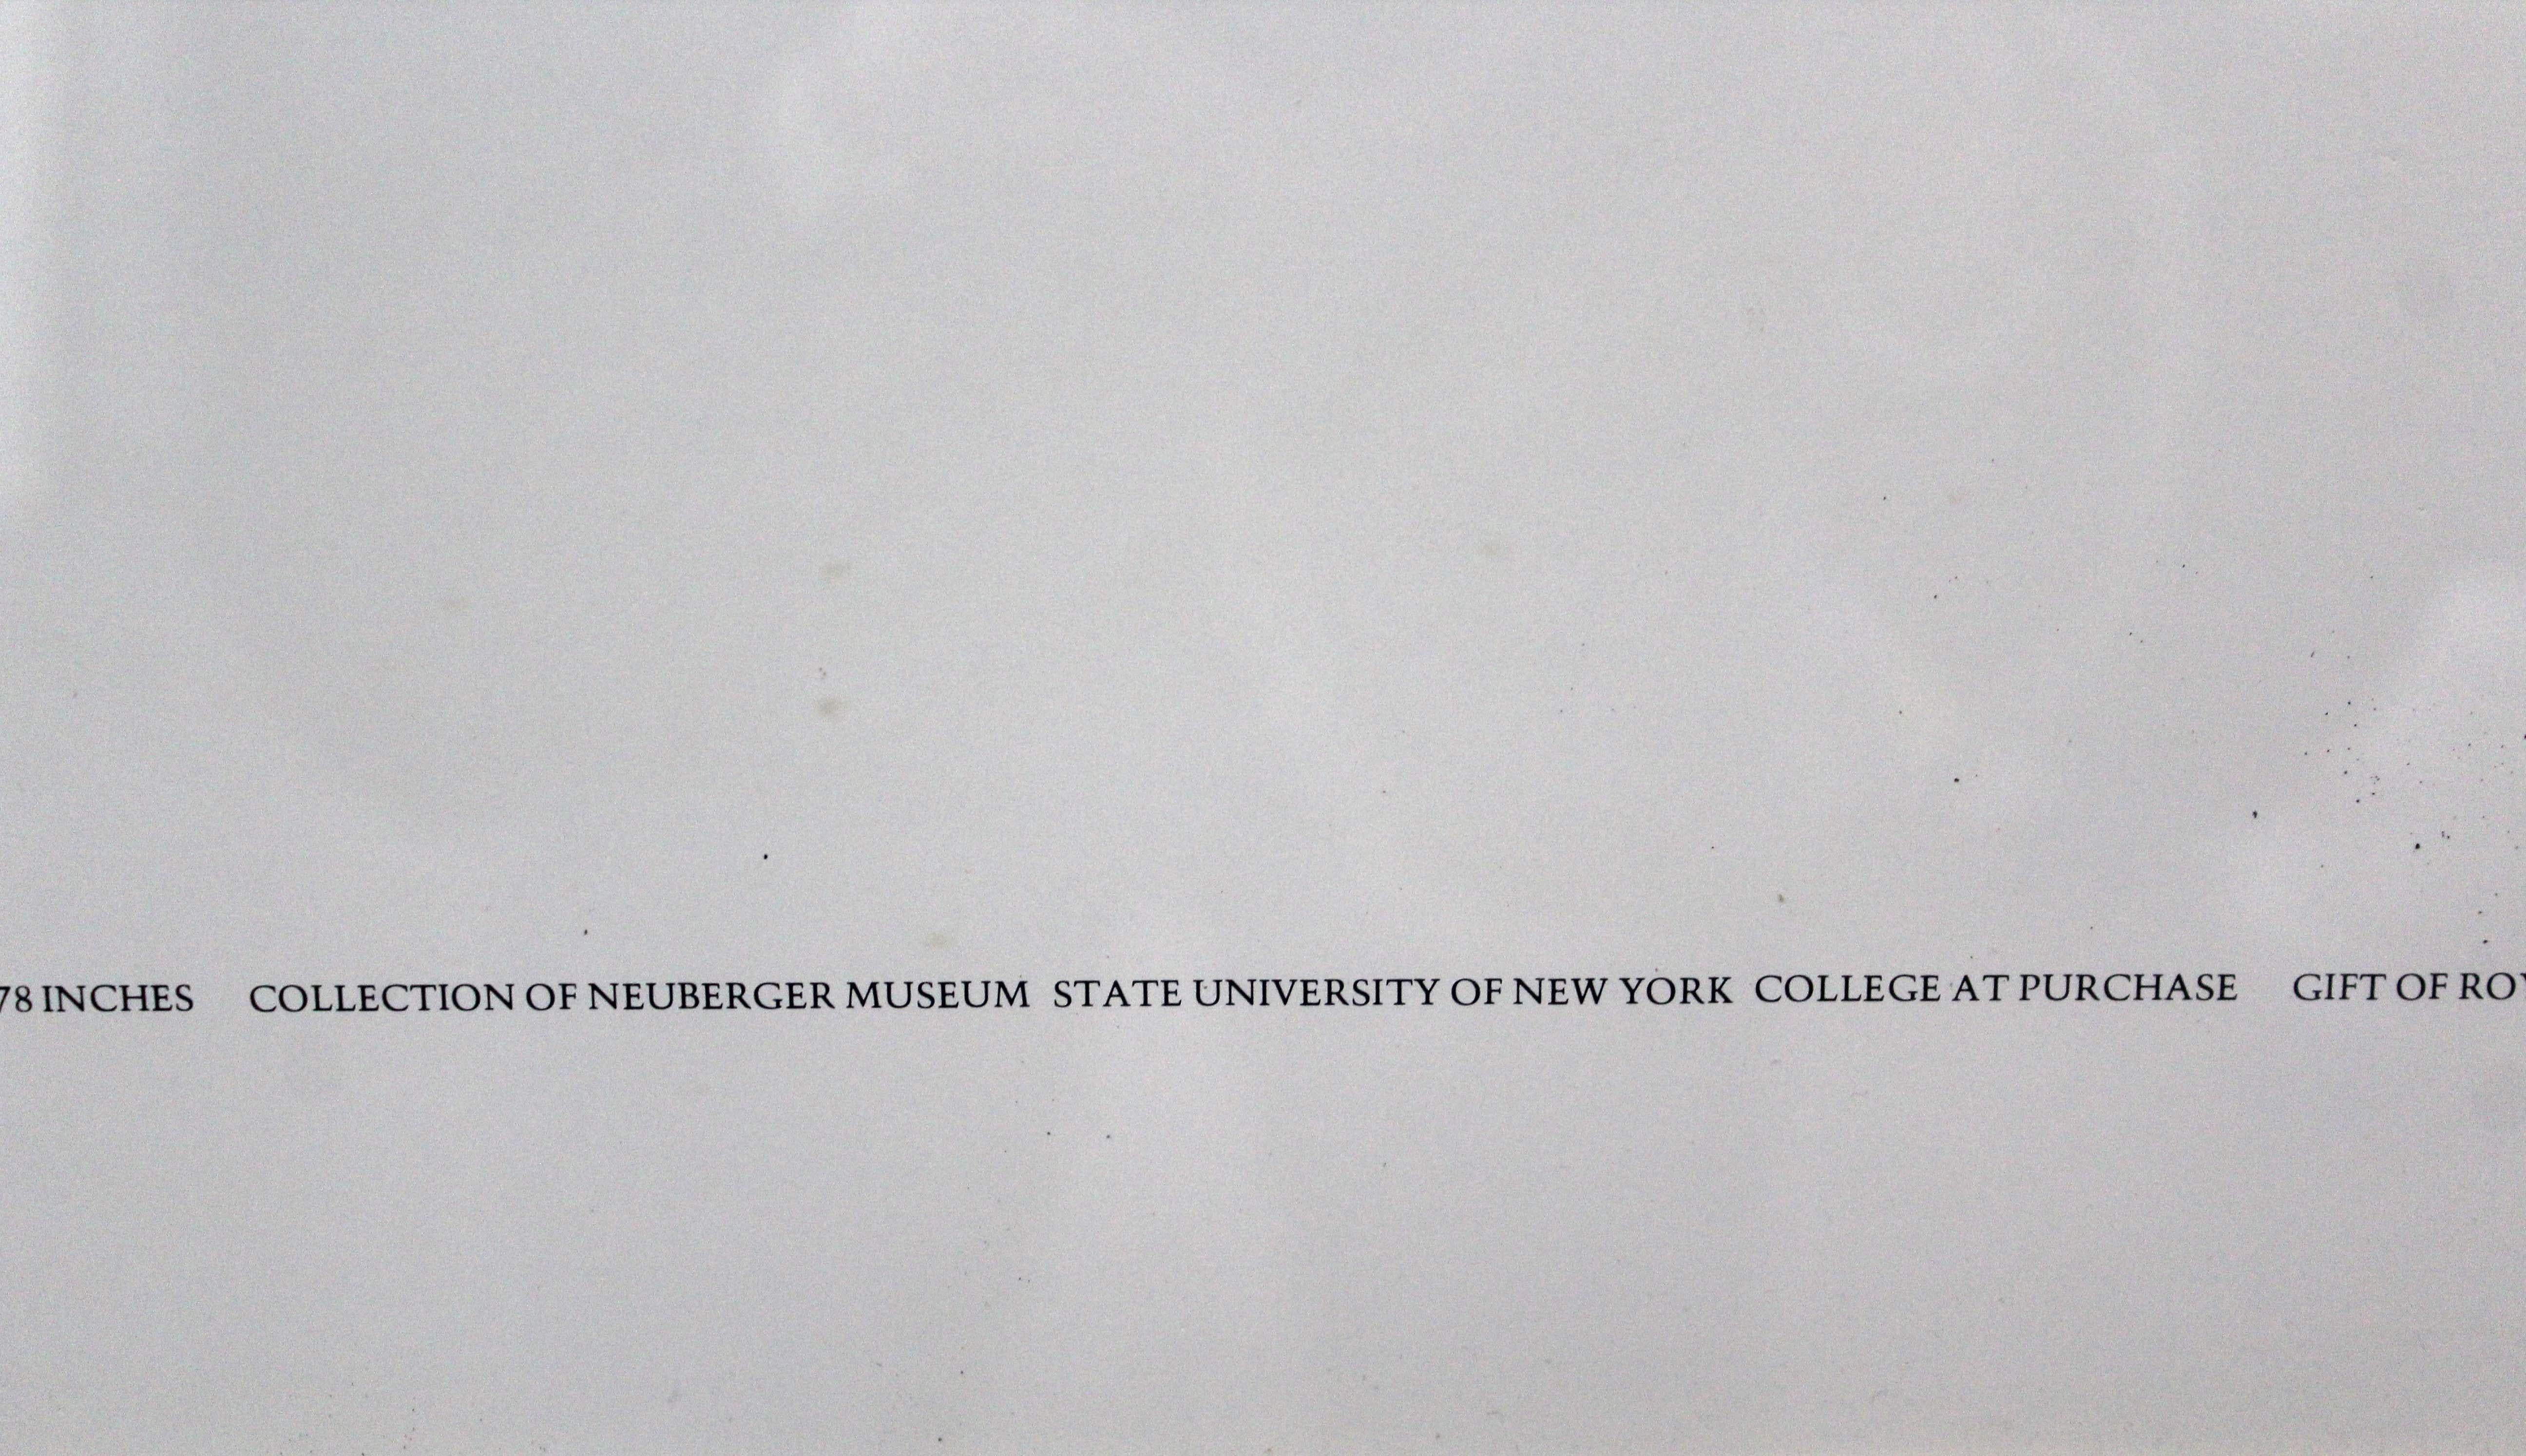 78 INCHES COLLECTION OF NEUBERGER MUSEUM STATE UNIVERSITY OF NEW YORK COLLEGE AT PURCHASE GIFT OF